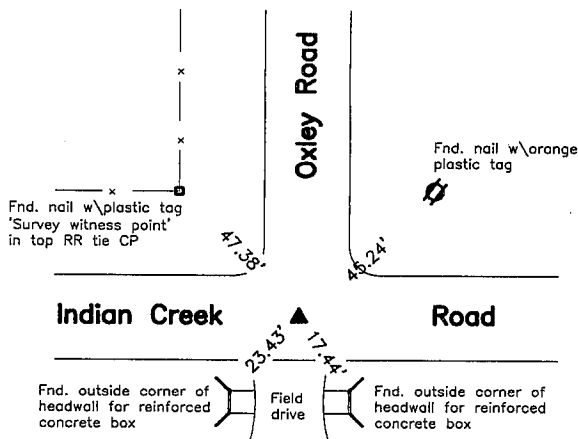 Oxley Road
Fnd. nail w\orange
plastic tag
Fnd. nail w\plastic tag
'Survey witness point'
in top RR tie CP
47.38'
45.24'
Indian Creek
Road
23.43'
17.44'
Fnd. outside corner of
headwall for reinforced
concrete box
Field
drive
Fnd. outside corner of
headwall for reinforced
concrete box